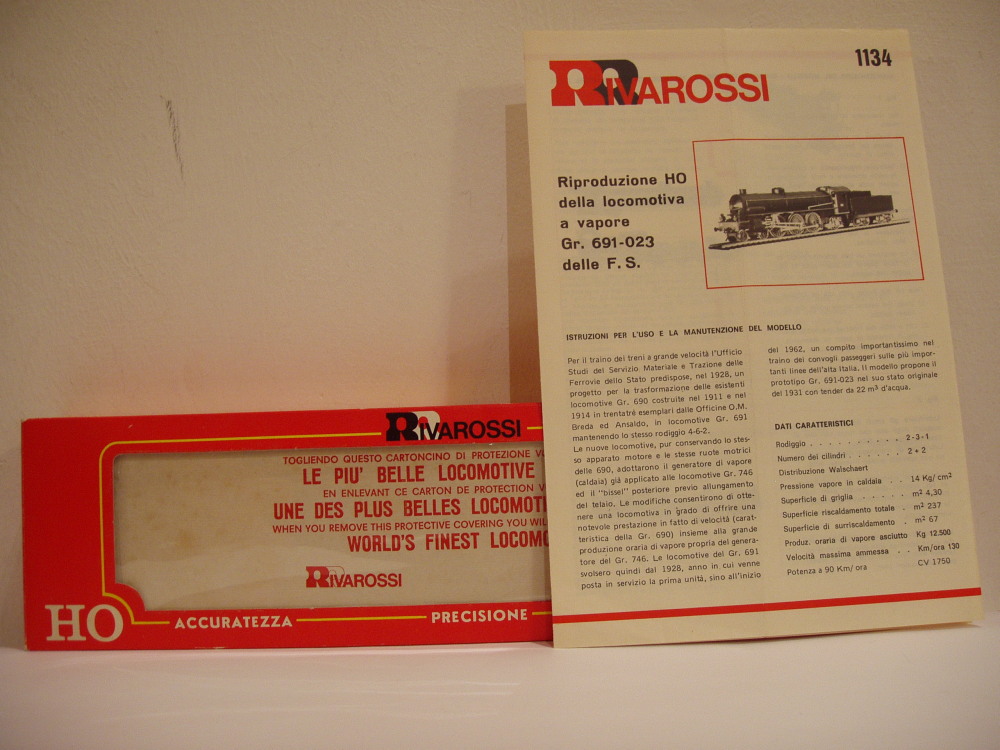 RIVAROSSI
TOGLIENDO QUESTO CARTONCINO DI PROTEZIONE
LE PIU' BELLE LOCOMOTIVE
EN ENLEVANT CE CARTON DE PROTECTION
UNE DES PLUS BELLES
WHEN YOU REMOVE THIS PROTECTIVE COVERING YOU
WORLD'S FINEST
RIVAROSSI
HO
ACCURATEZZA
PRECISIONE
1134
RIVAROSSI
Riproduzione HO
della locomotiva
a vapore
Gr. 691-023
delle F.S.
ISTRUZIONI PER L'USO E LA MANUTENZIONE DEL MODELLO
Per il traino dei treni a grande velocità l'Ufficio
Studi del Servizio Materiale e Trazione delle
Ferrovie dello Stato predispose, nel 1928, un
progetto per la trasformazione delle esistenti
locomotive Gr. 690 costruite nel 1911 e nel
1914 in trentatré esemplari dalle Officine O.M.
Breda ed Ansaldo, in locomotive Gr. 691
mantenendo lo stesso rodiggio 4-6-2.
Le nuove locomotive, pur conservando lo stes-
so apparato motore e le stesse ruote motrici
delle 690, adottarono il generatore di vapore
(caldaia) già applicato alle locomotive Gr. 746
ed il "bissel" posteriore previo allungamento
del telaio. Le modifiche consentirono di otte-
nere una locomotiva in grado di offrire una
notevole prestazione in fatto di velocità (carat-
teristica della Gr. 690) insieme alla grande
produzione oraria di vapore propria del genera-
tore del Gr. 746. Le locomotive del Gr. 691
svolsero quindi dal 1928, anno in cui venne
posta in servizio la prima unità, sino all'inizio
del 1962, un compito importantissimo nel
traino dei convogli passeggeri sulle più impor-
tanti linee dell'alta Italia. Il modello propone il
prototipo Gr. 691-023 nel suo stato originale
del 1931 con tender da 22 m³ d'acqua.
DATI CARATTERISTICI
Rodiggio . . . . . . . . . . 2-3-1
Numero dei cilindri . . . . . . 2+2
Distribuzione Walschaert
Pressione vapore in caldaia . . 14 Kg/cm²
Superficie di griglia . . . . . m² 4,30
Superficie riscaldamento totale . m² 237
Superficie di surriscaldamento . m² 67
Produz. oraria di vapore asciutto Kg 12.500
Velocità massima ammessa . . Km/ora 130
Potenza a 90 Km/ora CV 1750